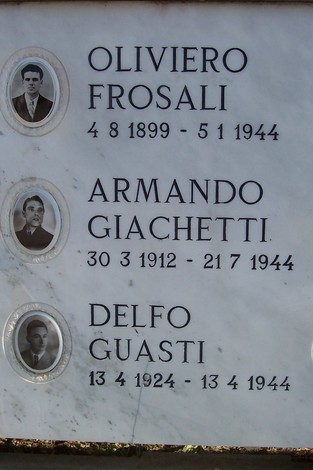 OLIVIERO
FROSALI
4 8 1899 - 5 1 1944
ARMANDO
GIACHETTI
30 3 1912 - 21 7 1944
DELFO
GUASTI
13 4 1924 - 13 4 1944